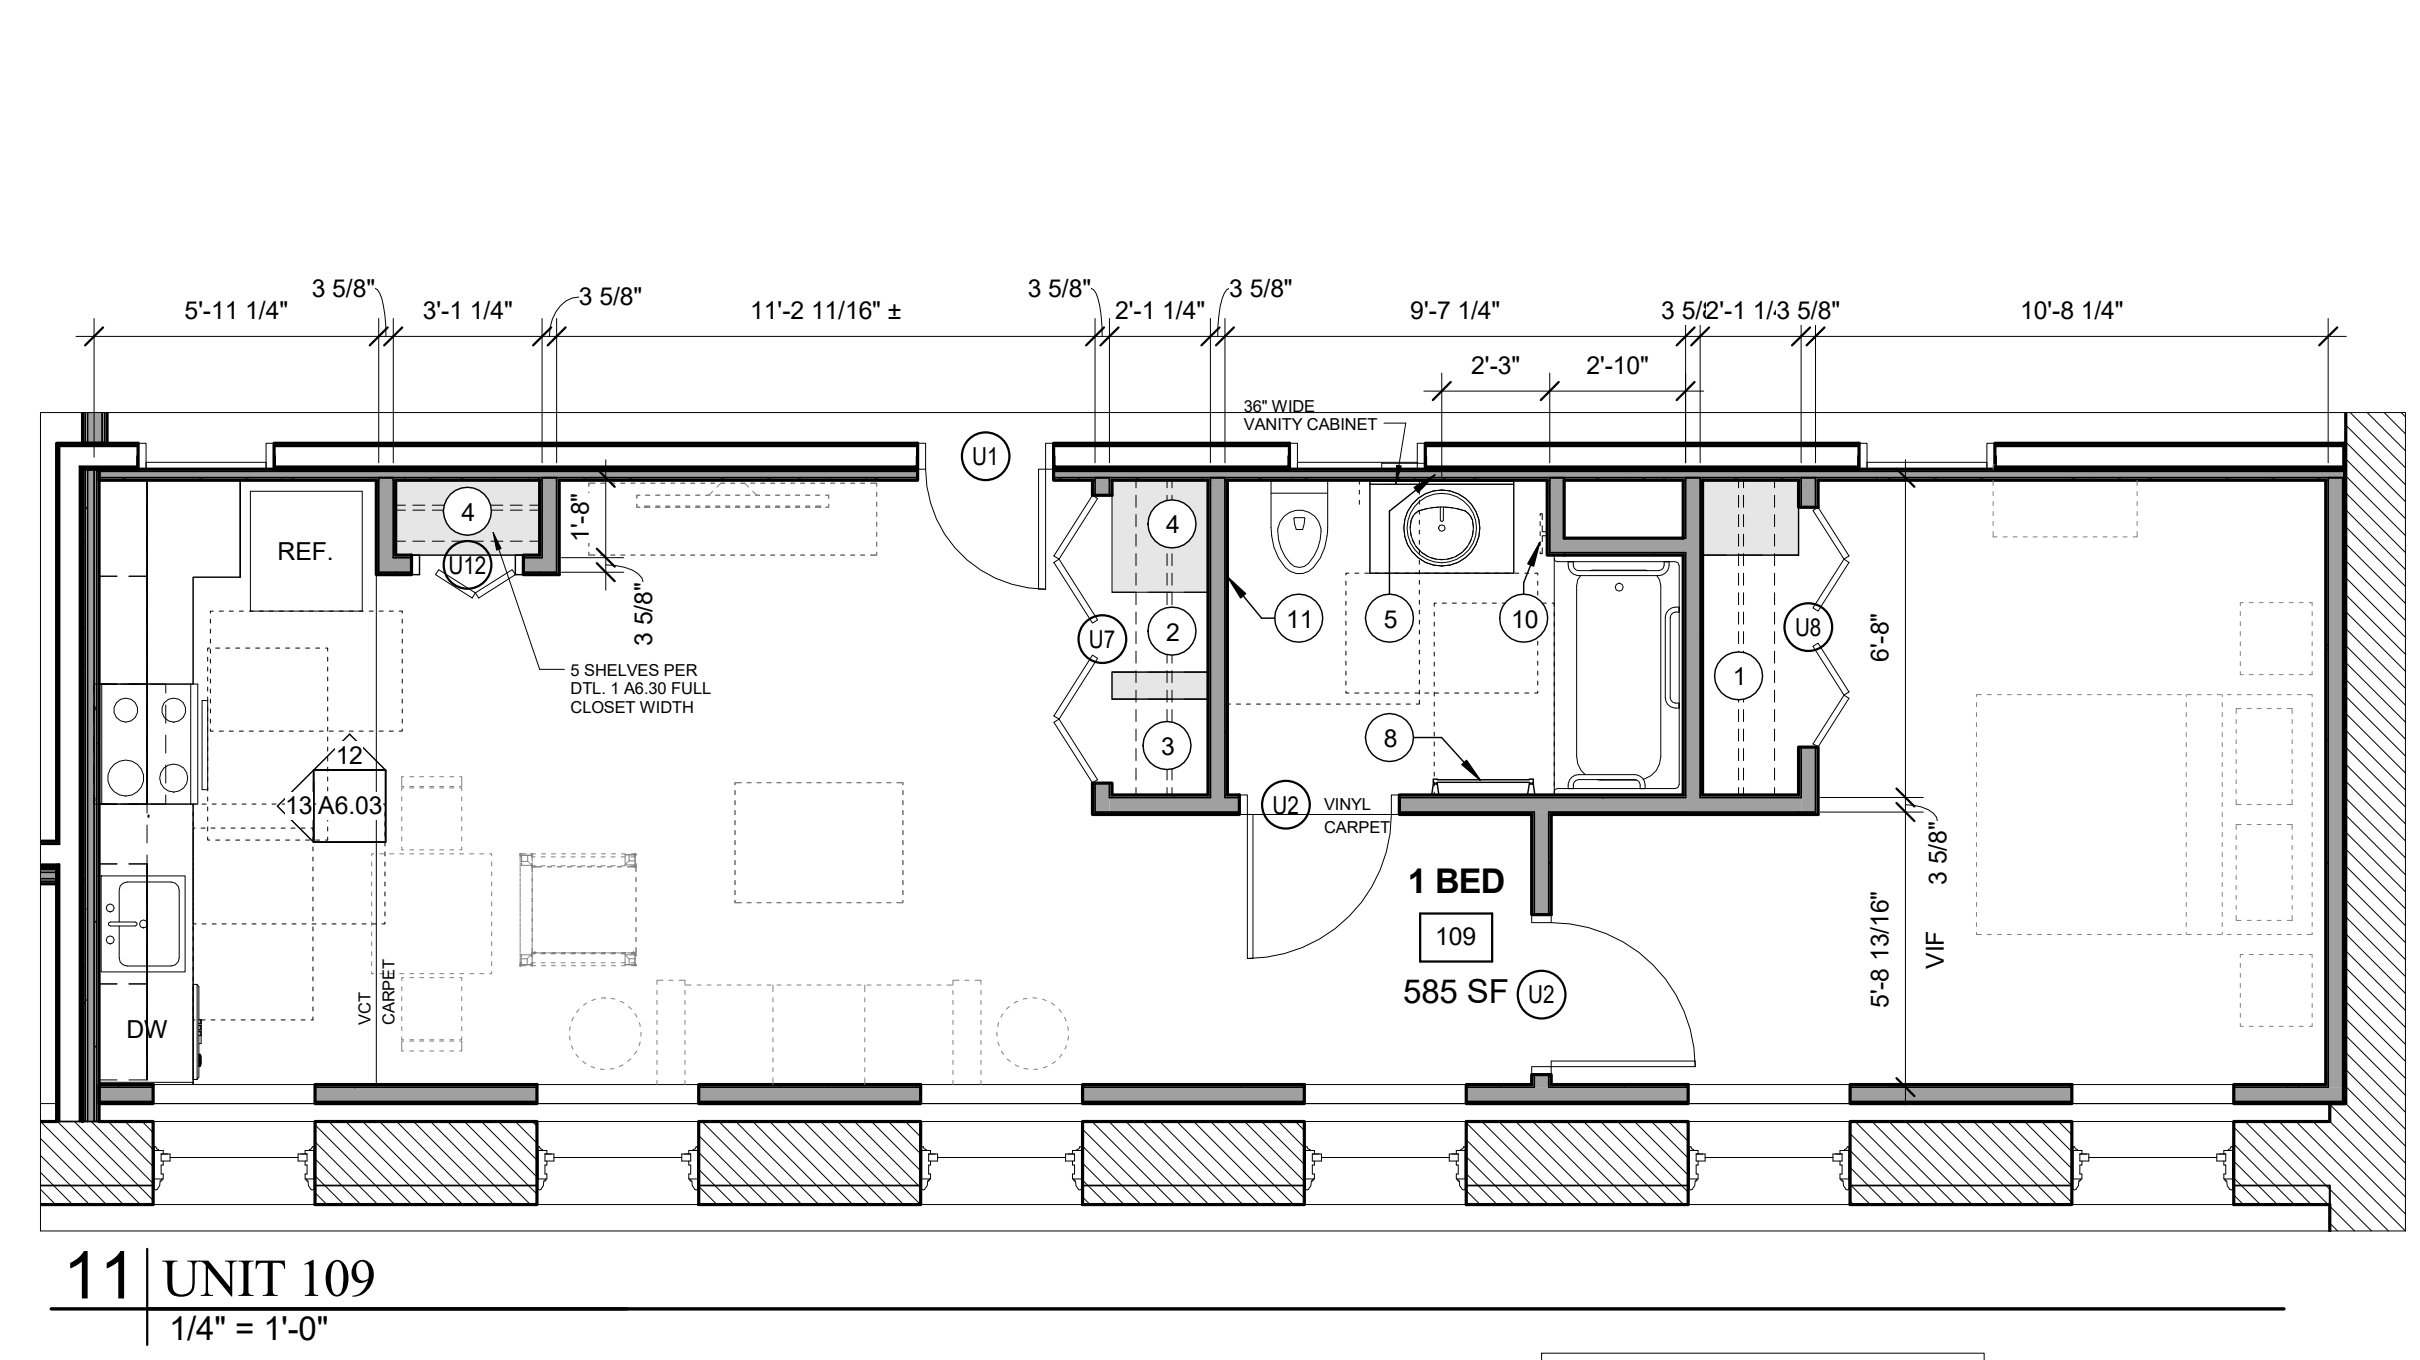 3 5/8"
3 5/8"
3 5/8"
3 5/8"
5'-11 1/4"
3'-1 1/4"
11'-2 11/16" ±
2'-1 1/4"
9'-7 1/4"
3 5/8"
10'-8 1/4"
2'-3"
2'-10"
36" WIDE
VANITY CABINET
U1
4
1'-8"
4
REF.
U12
3 5/8"
11
5
10
2
U7
U8
6'-8"
5 SHELVES PER
DTL. 1 A6.30 FULL
CLOSET WIDTH
1
8
3
12
13 A6.03
U2
VINYL
CARPET
3 5/8"
1 BED
109
585 SF
U2
5'-8 13/16"
VIF
VCT
CARPET
DW
11
UNIT 109
1/4" = 1'-0"